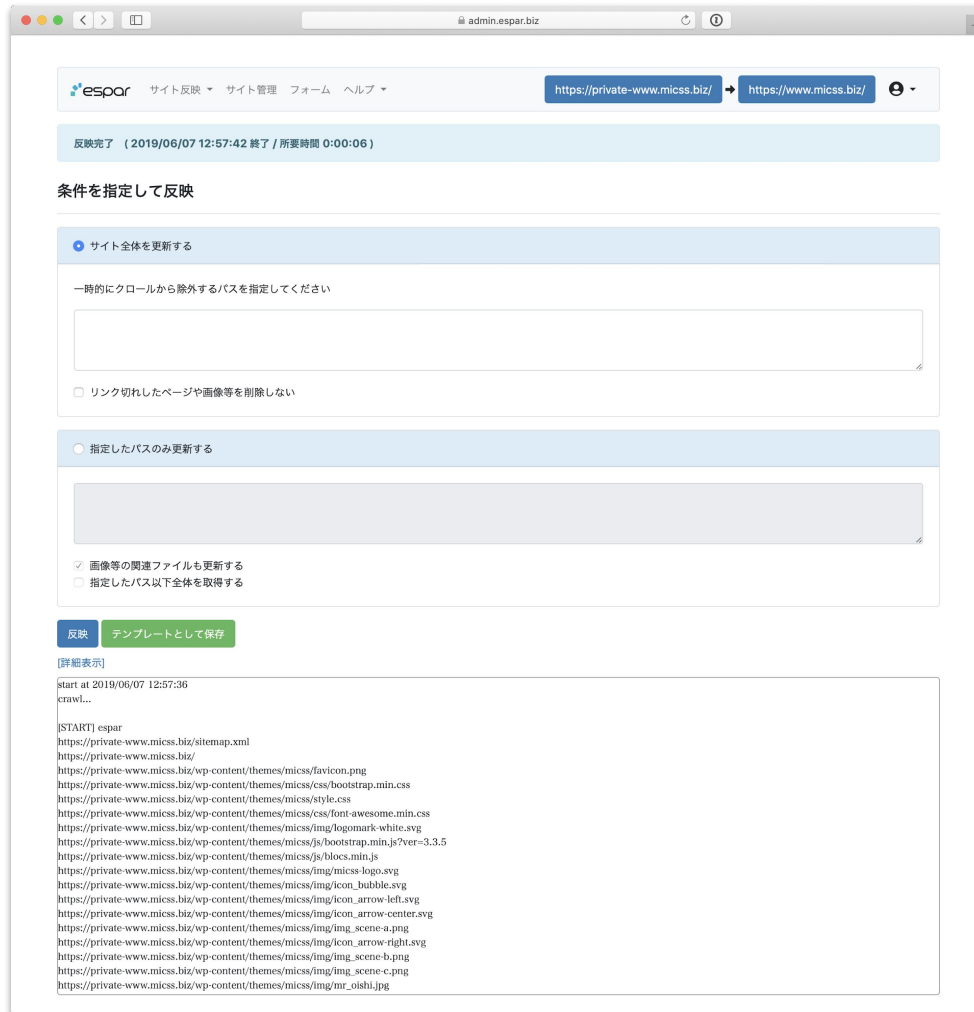 admin.espar.biz
espar サイト反映 サイト管理 フォーム ヘルプ https://private-www.micss.biz/ https://www.micss.biz/
反映完了 ( 2019/06/07 12:57:42 終了 / 所要時間 0:00:06 )
条件を指定して反映
サイト全体を更新する
一時的にクロールから除外するパスを指定してください
リンク切れしたページや画像等を削除しない
指定したパスのみ更新する
画像等の関連ファイルも更新する
指定したパス以下全体を取得する
反映 テンプレートとして保存
[詳細表示]
start at 2019/06/07 12:57:36
crawl...
[START] espar
https://private-www.micss.biz/sitemap.xml
https://private-www.micss.biz/
https://private-www.micss.biz/wp-content/themes/micss/favicon.png
https://private-www.micss.biz/wp-content/themes/micss/css/bootstrap.min.css
https://private-www.micss.biz/wp-content/themes/micss/style.css
https://private-www.micss.biz/wp-content/themes/micss/css/font-awesome.min.css
https://private-www.micss.biz/wp-content/themes/micss/img/logomark-white.svg
https://private-www.micss.biz/wp-content/themes/micss/js/bootstrap.min.js?ver=3.3.5
https://private-www.micss.biz/wp-content/themes/micss/js/blocs.min.js
https://private-www.micss.biz/wp-content/themes/micss/img/micss-logo.svg
https://private-www.micss.biz/wp-content/themes/micss/img/icon_bubble.svg
https://private-www.micss.biz/wp-content/themes/micss/img/icon_arrow-left.svg
https://private-www.micss.biz/wp-content/themes/micss/img/icon_arrow-center.svg
https://private-www.micss.biz/wp-content/themes/micss/img/img_scene-a.png
https://private-www.micss.biz/wp-content/themes/micss/img/icon_arrow-right.svg
https://private-www.micss.biz/wp-content/themes/micss/img/img_scene-b.png
https://private-www.micss.biz/wp-content/themes/micss/img/img_scene-c.png
https://private-www.micss.biz/wp-content/themes/micss/img/mr_oishi.jpg